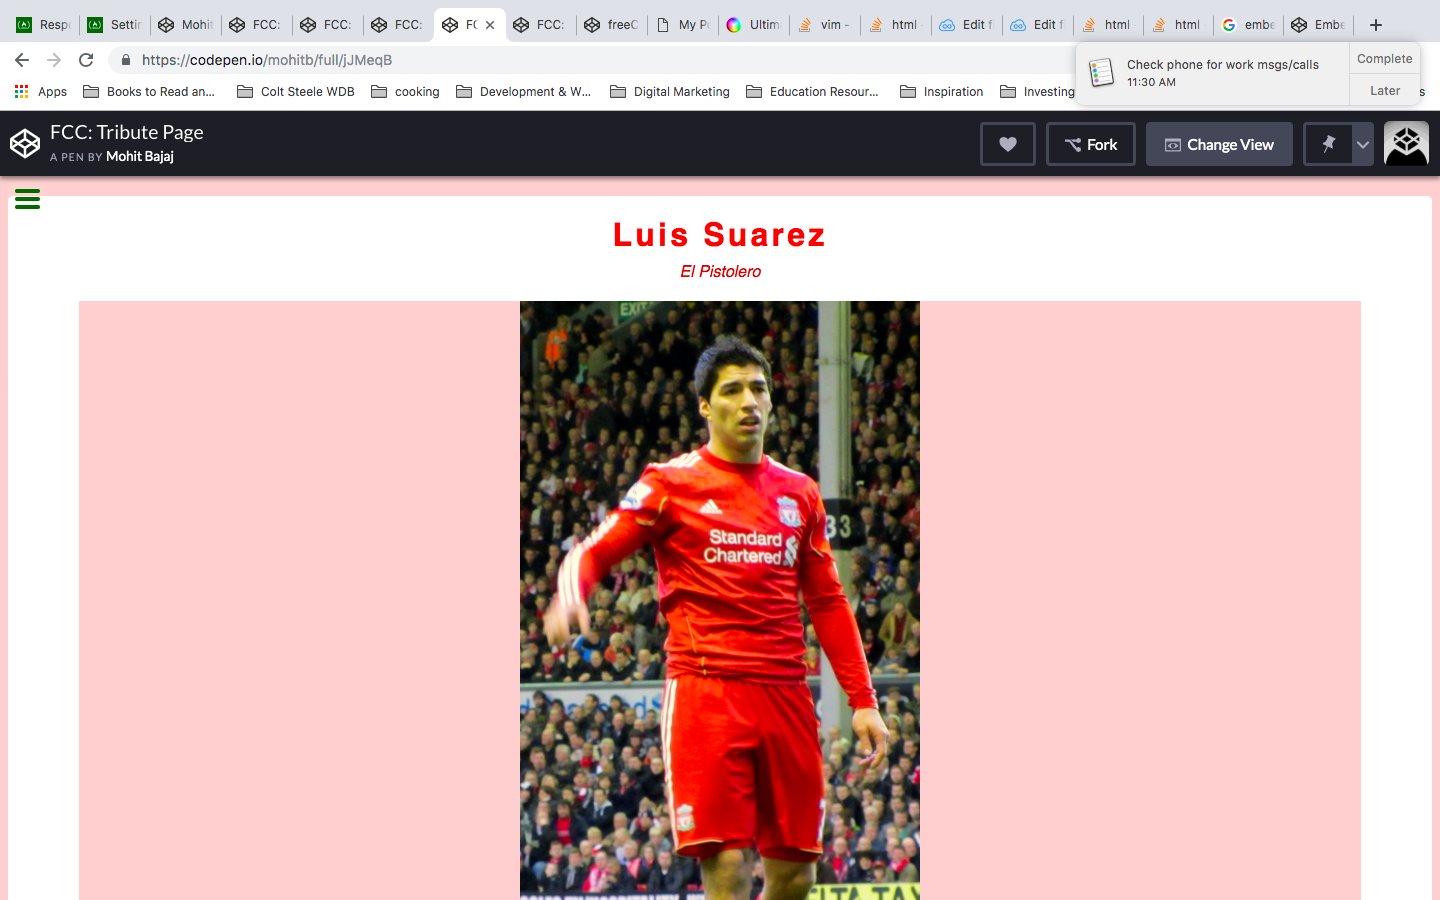 Resp
Settin
Mohit
FCC:
FCC:
FCC:
FC
FCC:
freeC
My Po
Ultim
vim -
html -
Edit f
Edit f
html
html
embe
Embe
https://codepen.io/mohitb/full/jJMeqB
Check phone for work msgs/calls
11:30 AM
Complete
Later
Apps
Books to Read an...
Colt Steele WDB
cooking
Development & W...
Digital Marketing
Education Resour...
Inspiration
Investing
FCC: Tribute Page
A PEN BY Mohit Bajaj
Fork
Change View
Luis Suarez
El Pistolero
EXIT
33
Standard
Chartered